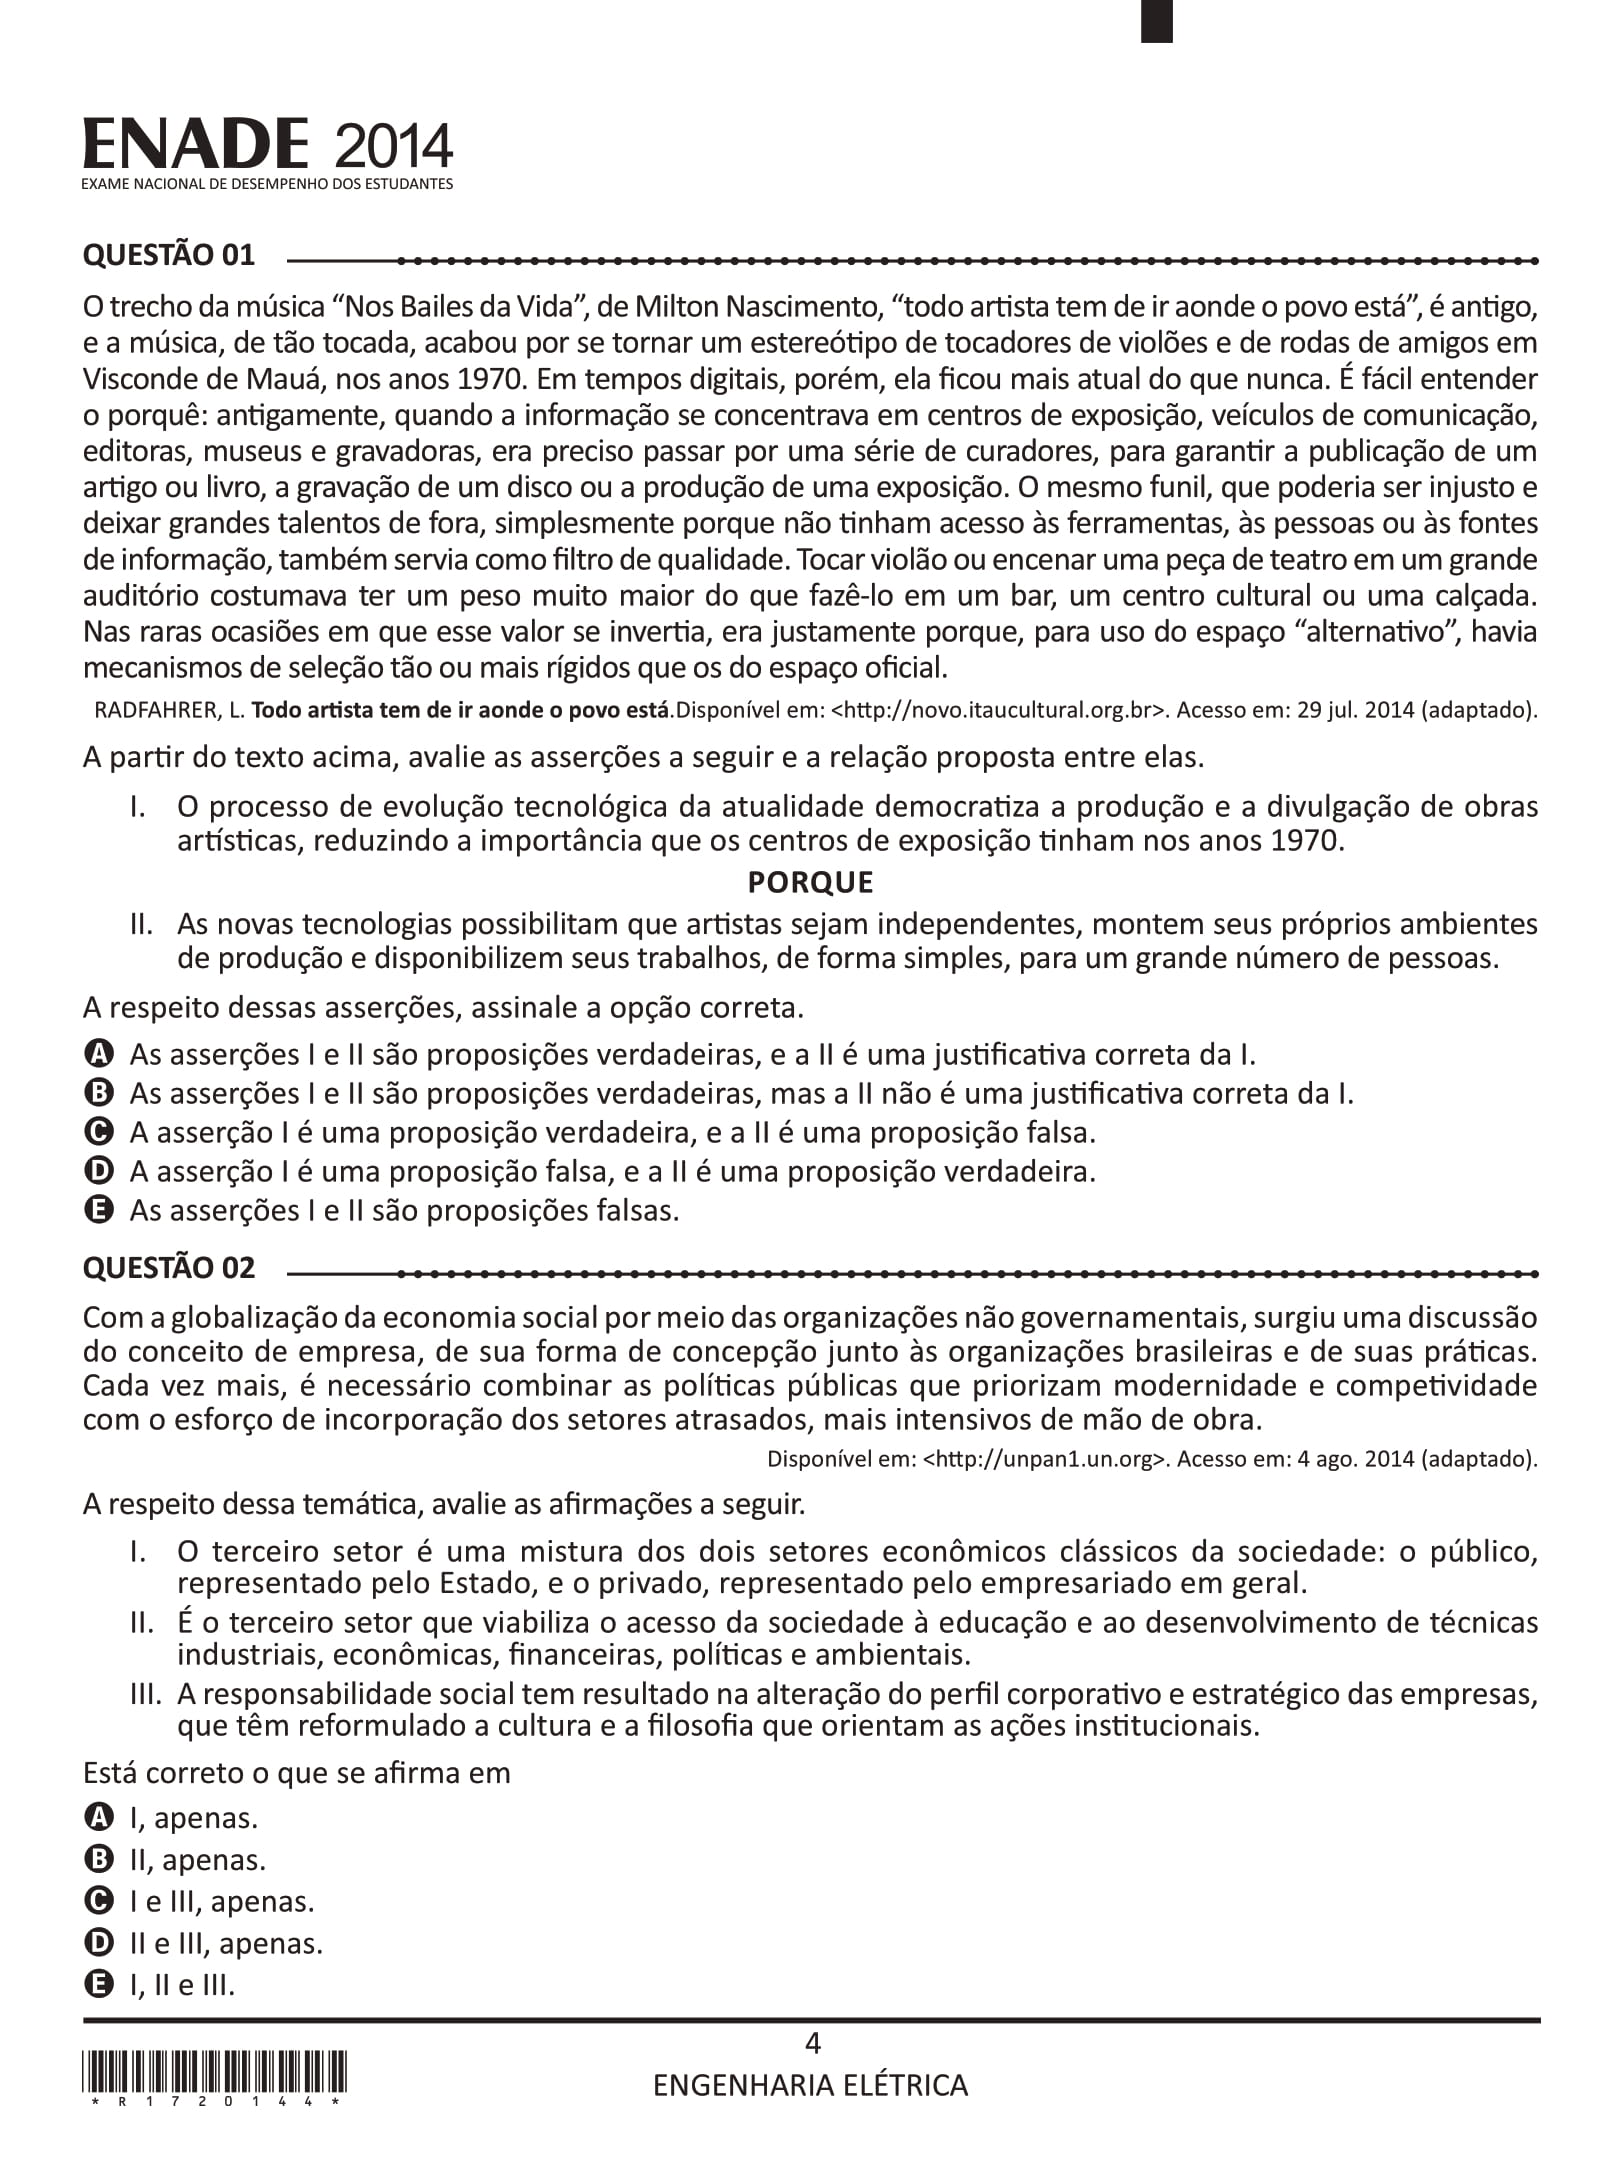 ENADE 2014
EXAME NACIONAL DE DESEMPENHO DOS ESTUDANTES
QUESTÃO 01
O trecho da música “Nos Bailes da Vida”, de Milton Nascimento, “todo artista tem de ir aonde o povo está”, é antigo,
e a música, de tão tocada, acabou por se tornar um estereótipo de tocadores de violões e de rodas de amigos em
Visconde de Mauá, nos anos 1970. Em tempos digitais, porém, ela ficou mais atual do que nunca. É fácil entender
o porquê: antigamente, quando a informação se concentrava em centros de exposição, veículos de comunicação,
editoras, museus e gravadoras, era preciso passar por uma série de curadores, para garantir a publicação de um
artigo ou livro, a gravação de um disco ou a produção de uma exposição. O mesmo funil, que poderia ser injusto e
deixar grandes talentos de fora, simplesmente porque não tinham acesso às ferramentas, às pessoas ou às fontes
de informação, também servia como filtro de qualidade. Tocar violão ou encenar uma peça de teatro em um grande
auditório costumava ter um peso muito maior do que fazê-lo em um bar, um centro cultural ou uma calçada.
Nas raras ocasiões em que esse valor se invertia, era justamente porque, para uso do espaço “alternativo”, havia
mecanismos de seleção tão ou mais rígidos que os do espaço oficial.
RADFAHRER, L. Todo artista tem de ir aonde o povo está.Disponível em: <http://novo.itaucultural.org.br>. Acesso em: 29 jul. 2014 (adaptado).
A partir do texto acima, avalie as asserções a seguir e a relação proposta entre elas.
I. O processo de evolução tecnológica da atualidade democratiza a produção e a divulgação de obras
artísticas, reduzindo a importância que os centros de exposição tinham nos anos 1970.
PORQUE
II. As novas tecnologias possibilitam que artistas sejam independentes, montem seus próprios ambientes
de produção e disponibilizem seus trabalhos, de forma simples, para um grande número de pessoas.
A respeito dessas asserções, assinale a opção correta.
A As asserções I e II são proposições verdadeiras, e a II é uma justificativa correta da I.
B As asserções I e II são proposições verdadeiras, mas a II não é uma justificativa correta da I.
C A asserção I é uma proposição verdadeira, e a II é uma proposição falsa.
D A asserção I é uma proposição falsa, e a II é uma proposição verdadeira.
E As asserções I e II são proposições falsas.
QUESTÃO 02
Com a globalização da economia social por meio das organizações não governamentais, surgiu uma discussão
do conceito de empresa, de sua forma de concepção junto às organizações brasileiras e de suas práticas.
Cada vez mais, é necessário combinar as políticas públicas que priorizam modernidade e competividade
com o esforço de incorporação dos setores atrasados, mais intensivos de mão de obra.
Disponível em: <http://unpan1.un.org>. Acesso em: 4 ago. 2014 (adaptado).
A respeito dessa temática, avalie as afirmações a seguir.
I. O terceiro setor é uma mistura dos dois setores econômicos clássicos da sociedade: o público,
representado pelo Estado, e o privado, representado pelo empresariado em geral.
II. É o terceiro setor que viabiliza o acesso da sociedade à educação e ao desenvolvimento de técnicas
industriais, econômicas, financeiras, políticas e ambientais.
III. A responsabilidade social tem resultado na alteração do perfil corporativo e estratégico das empresas,
que têm reformulado a cultura e a filosofia que orientam as ações institucionais.
Está correto o que se afirma em
A I, apenas.
B II, apenas.
C I e III, apenas.
D II e III, apenas.
E I, II e III.
4
ENGENHARIA ELÉTRICA
* R 1 7 2 0 1 4 4 *